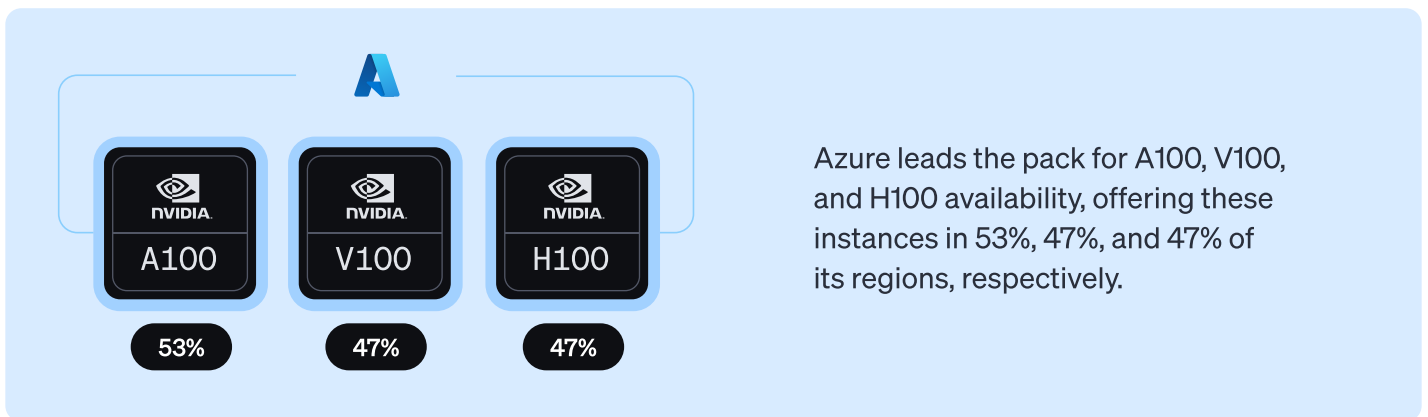 NVIDIA.
A100
NVIDIA.
V100
NVIDIA.
H100
53%
47%
47%
Azure leads the pack for A100, V100,
and H100 availability, offering these
instances in 53%, 47%, and 47% of
its regions, respectively.